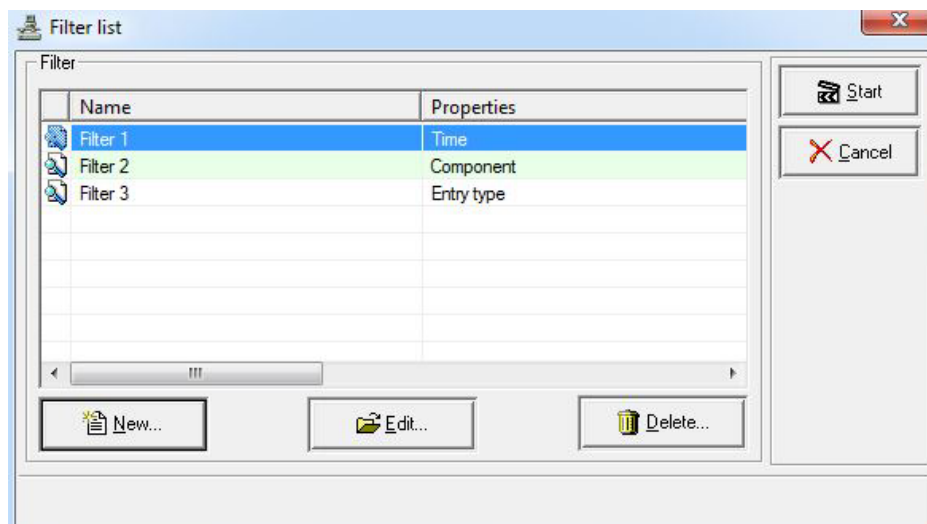 Filter list
Filter
Name Properties
Filter 1 Time
Filter 2 Component
Filter 3 Entry type
New... Edit... Delete...
Start
Cancel